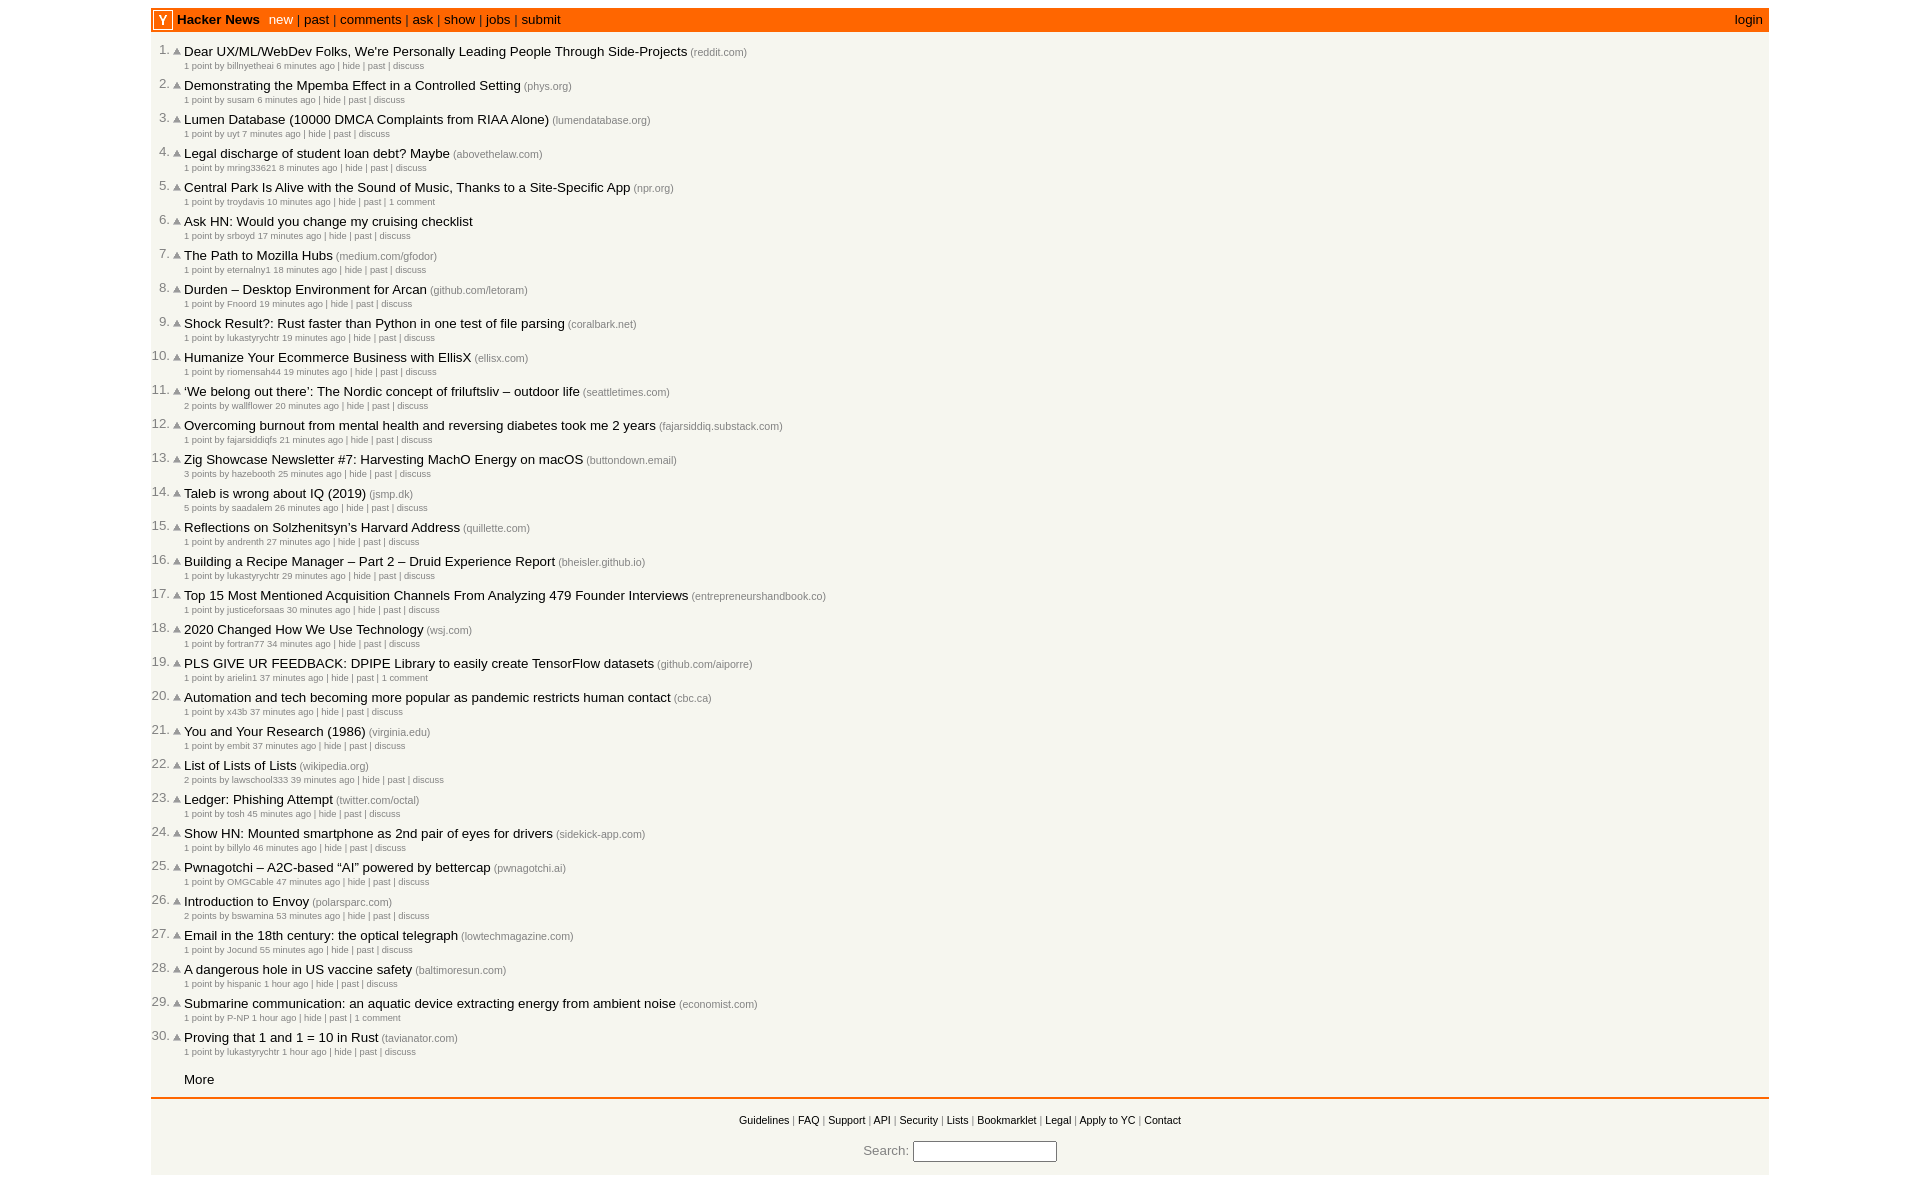 Y Hacker News new | past | comments | ask | show | jobs | submit login
1. Dear UX/ML/WebDev Folks, We're Personally Leading People Through Side-Projects (reddit.com)
1 point by billnyetheai 6 minutes ago | hide | past | discuss
2. Demonstrating the Mpemba Effect in a Controlled Setting (phys.org)
1 point by susam 6 minutes ago | hide | past | discuss
3. Lumen Database (10000 DMCA Complaints from RIAA Alone) (lumendatabase.org)
1 point by uyt 7 minutes ago | hide | past | discuss
4. Legal discharge of student loan debt? Maybe (abovethelaw.com)
1 point by mring33621 8 minutes ago | hide | past | discuss
5. Central Park Is Alive with the Sound of Music, Thanks to a Site-Specific App (npr.org)
1 point by troydavis 10 minutes ago | hide | past | 1 comment
6. Ask HN: Would you change my cruising checklist
1 point by srboyd 17 minutes ago | hide | past | discuss
7. The Path to Mozilla Hubs (medium.com/gfodor)
1 point by eternalny1 18 minutes ago | hide | past | discuss
8. Durden – Desktop Environment for Arcan (github.com/letoram)
1 point by Fnoord 19 minutes ago | hide | past | discuss
9. Shock Result?: Rust faster than Python in one test of file parsing (coralbark.net)
1 point by lukastyrychtr 19 minutes ago | hide | past | discuss
10. Humanize Your Ecommerce Business with EllisX (ellisx.com)
1 point by riomensah44 19 minutes ago | hide | past | discuss
11. ‘We belong out there’: The Nordic concept of friluftsliv – outdoor life (seattletimes.com)
2 points by wallflower 20 minutes ago | hide | past | discuss
12. Overcoming burnout from mental health and reversing diabetes took me 2 years (fajarsiddiq.substack.com)
1 point by fajarsiddiqfs 21 minutes ago | hide | past | discuss
13. Zig Showcase Newsletter #7: Harvesting MachO Energy on macOS (buttondown.email)
3 points by hazebooth 25 minutes ago | hide | past | discuss
14. Taleb is wrong about IQ (2019) (jsmp.dk)
5 points by saadalem 26 minutes ago | hide | past | discuss
15. Reflections on Solzhenitsyn’s Harvard Address (quillette.com)
1 point by andrenth 27 minutes ago | hide | past | discuss
16. Building a Recipe Manager – Part 2 – Druid Experience Report (bheisler.github.io)
1 point by lukastyrychtr 29 minutes ago | hide | past | discuss
17. Top 15 Most Mentioned Acquisition Channels From Analyzing 479 Founder Interviews (entrepreneurshandbook.co)
1 point by justiceforsaas 30 minutes ago | hide | past | discuss
18. 2020 Changed How We Use Technology (wsj.com)
1 point by fortran77 34 minutes ago | hide | past | discuss
19. PLS GIVE UR FEEDBACK: DPIPE Library to easily create TensorFlow datasets (github.com/aiporre)
1 point by arielin1 37 minutes ago | hide | past | 1 comment
20. Automation and tech becoming more popular as pandemic restricts human contact (cbc.ca)
1 point by x43b 37 minutes ago | hide | past | discuss
21. You and Your Research (1986) (virginia.edu)
1 point by embit 37 minutes ago | hide | past | discuss
22. List of Lists of Lists (wikipedia.org)
2 points by lawschool333 39 minutes ago | hide | past | discuss
23. Ledger: Phishing Attempt (twitter.com/octal)
1 point by tosh 45 minutes ago | hide | past | discuss
24. Show HN: Mounted smartphone as 2nd pair of eyes for drivers (sidekick-app.com)
1 point by billylo 46 minutes ago | hide | past | discuss
25. Pwnagotchi – A2C-based “AI” powered by bettercap (pwnagotchi.ai)
1 point by OMGCable 47 minutes ago | hide | past | discuss
26. Introduction to Envoy (polarsparc.com)
2 points by bswamina 53 minutes ago | hide | past | discuss
27. Email in the 18th century: the optical telegraph (lowtechmagazine.com)
1 point by Jocund 55 minutes ago | hide | past | discuss
28. A dangerous hole in US vaccine safety (baltimoresun.com)
1 point by hispanic 1 hour ago | hide | past | discuss
29. Submarine communication: an aquatic device extracting energy from ambient noise (economist.com)
1 point by P-NP 1 hour ago | hide | past | 1 comment
30. Proving that 1 and 1 = 10 in Rust (tavianator.com)
1 point by lukastyrychtr 1 hour ago | hide | past | discuss
More
Guidelines | FAQ | Support | API | Security | Lists | Bookmarklet | Legal | Apply to YC | Contact
Search: